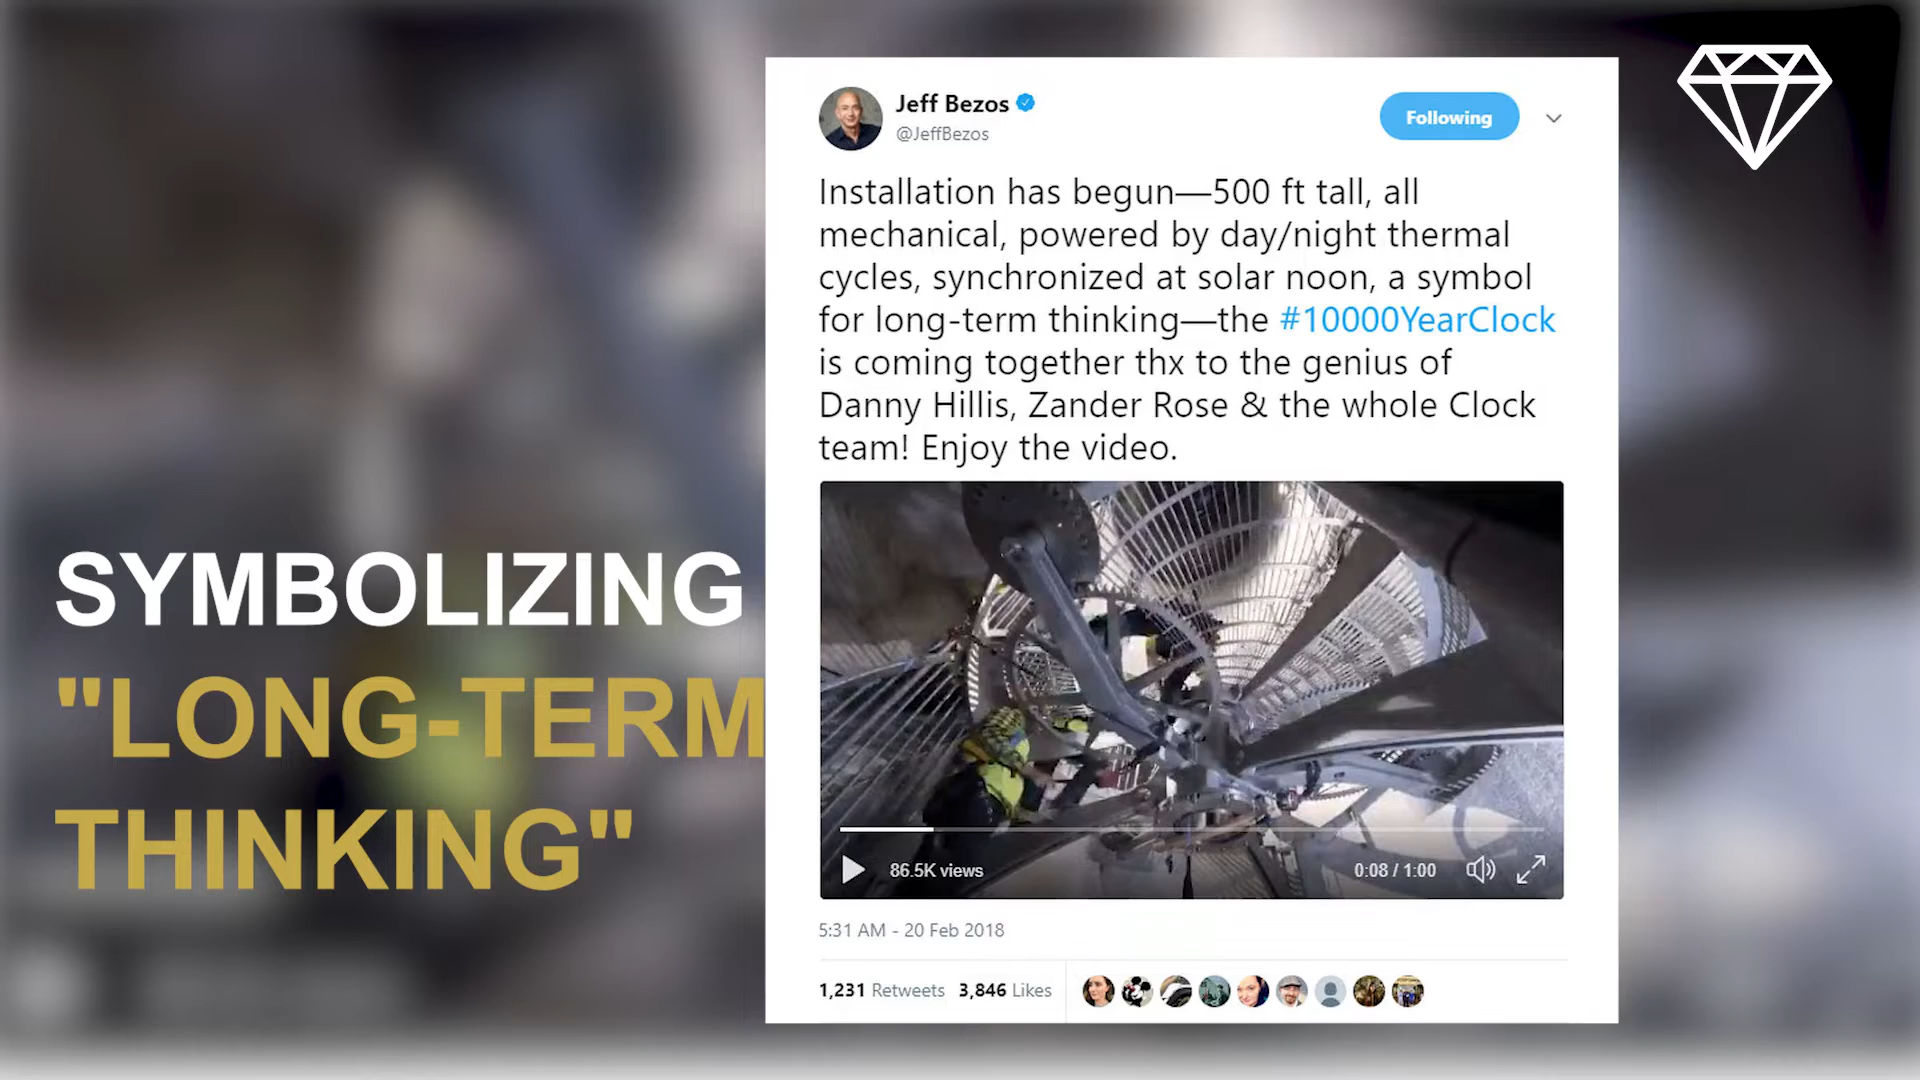 Jeff Bezos
@JeffBezos
Following
Installation has begun—500 ft tall, all
mechanical, powered by day/night thermal
cycles, synchronized at solar noon, a symbol
for long-term thinking—the #10000YearClock
is coming together thx to the genius of
Danny Hillis, Zander Rose & the whole Clock
team! Enjoy the video.
86.5K views
0:08 / 1:00
5:31 AM - 20 Feb 2018
1,231 Retweets 3,846 Likes
SYMBOLIZING
"LONG-TERM
THINKING"